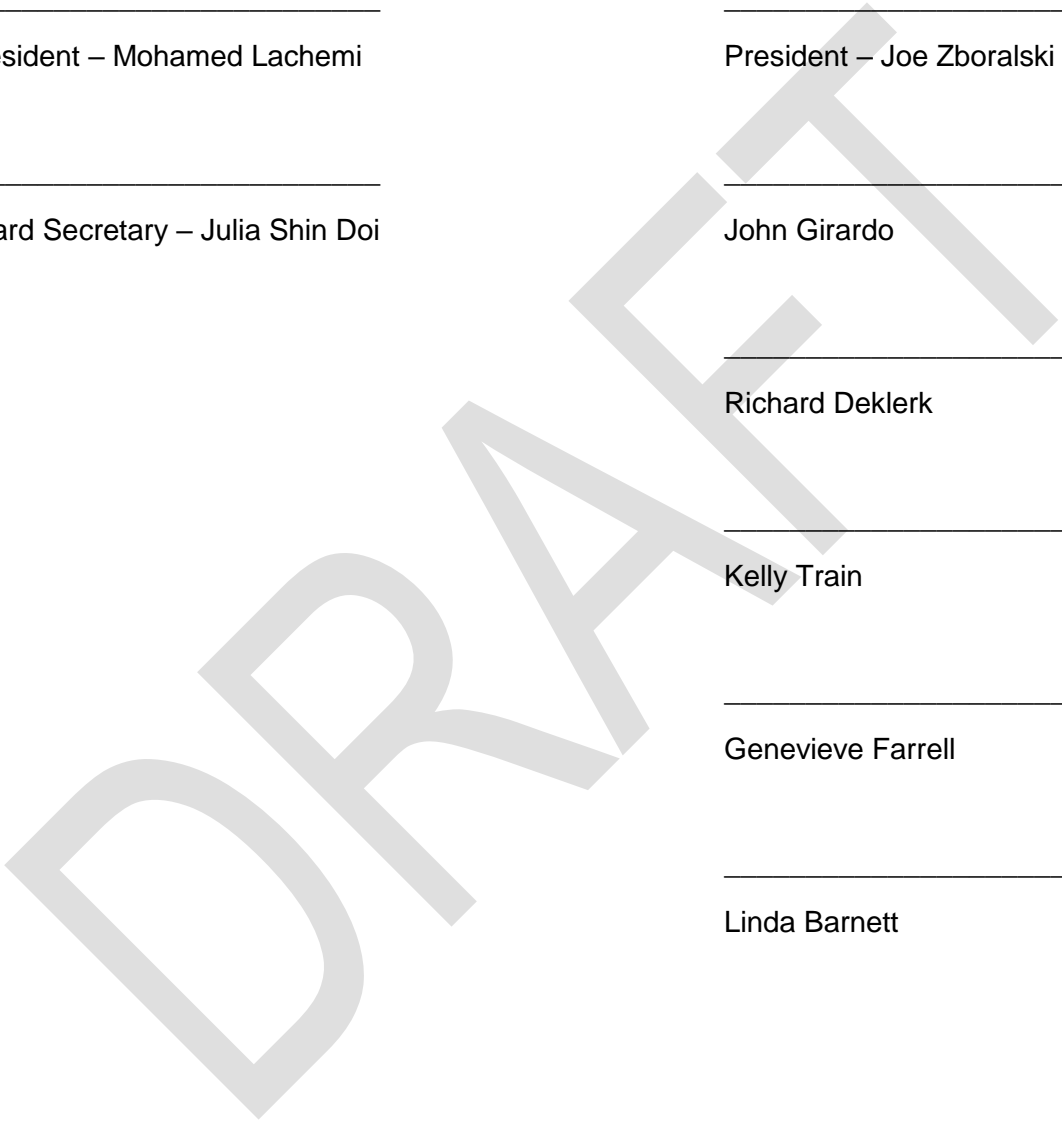 esident – Mohamed Lachemi
President – Joe Zboralski
ard Secretary – Julia Shin Doi
John Girardo
Richard Deklerk
Kelly Train
Genevieve Farrell
Linda Barnett
DRAFT